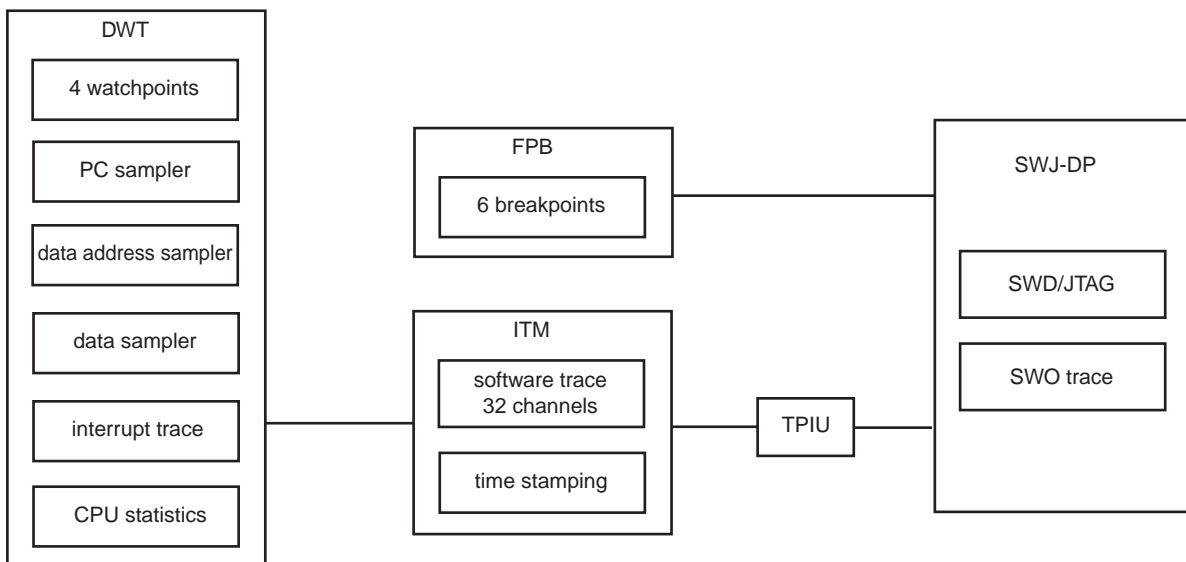 DWT
4 watchpoints
PC sampler
data address sampler
data sampler
interrupt trace
CPU statistics
FPB
6 breakpoints
ITM
software trace
32 channels
time stamping
TPIU
SWJ-DP
SWD/JTAG
SWO trace